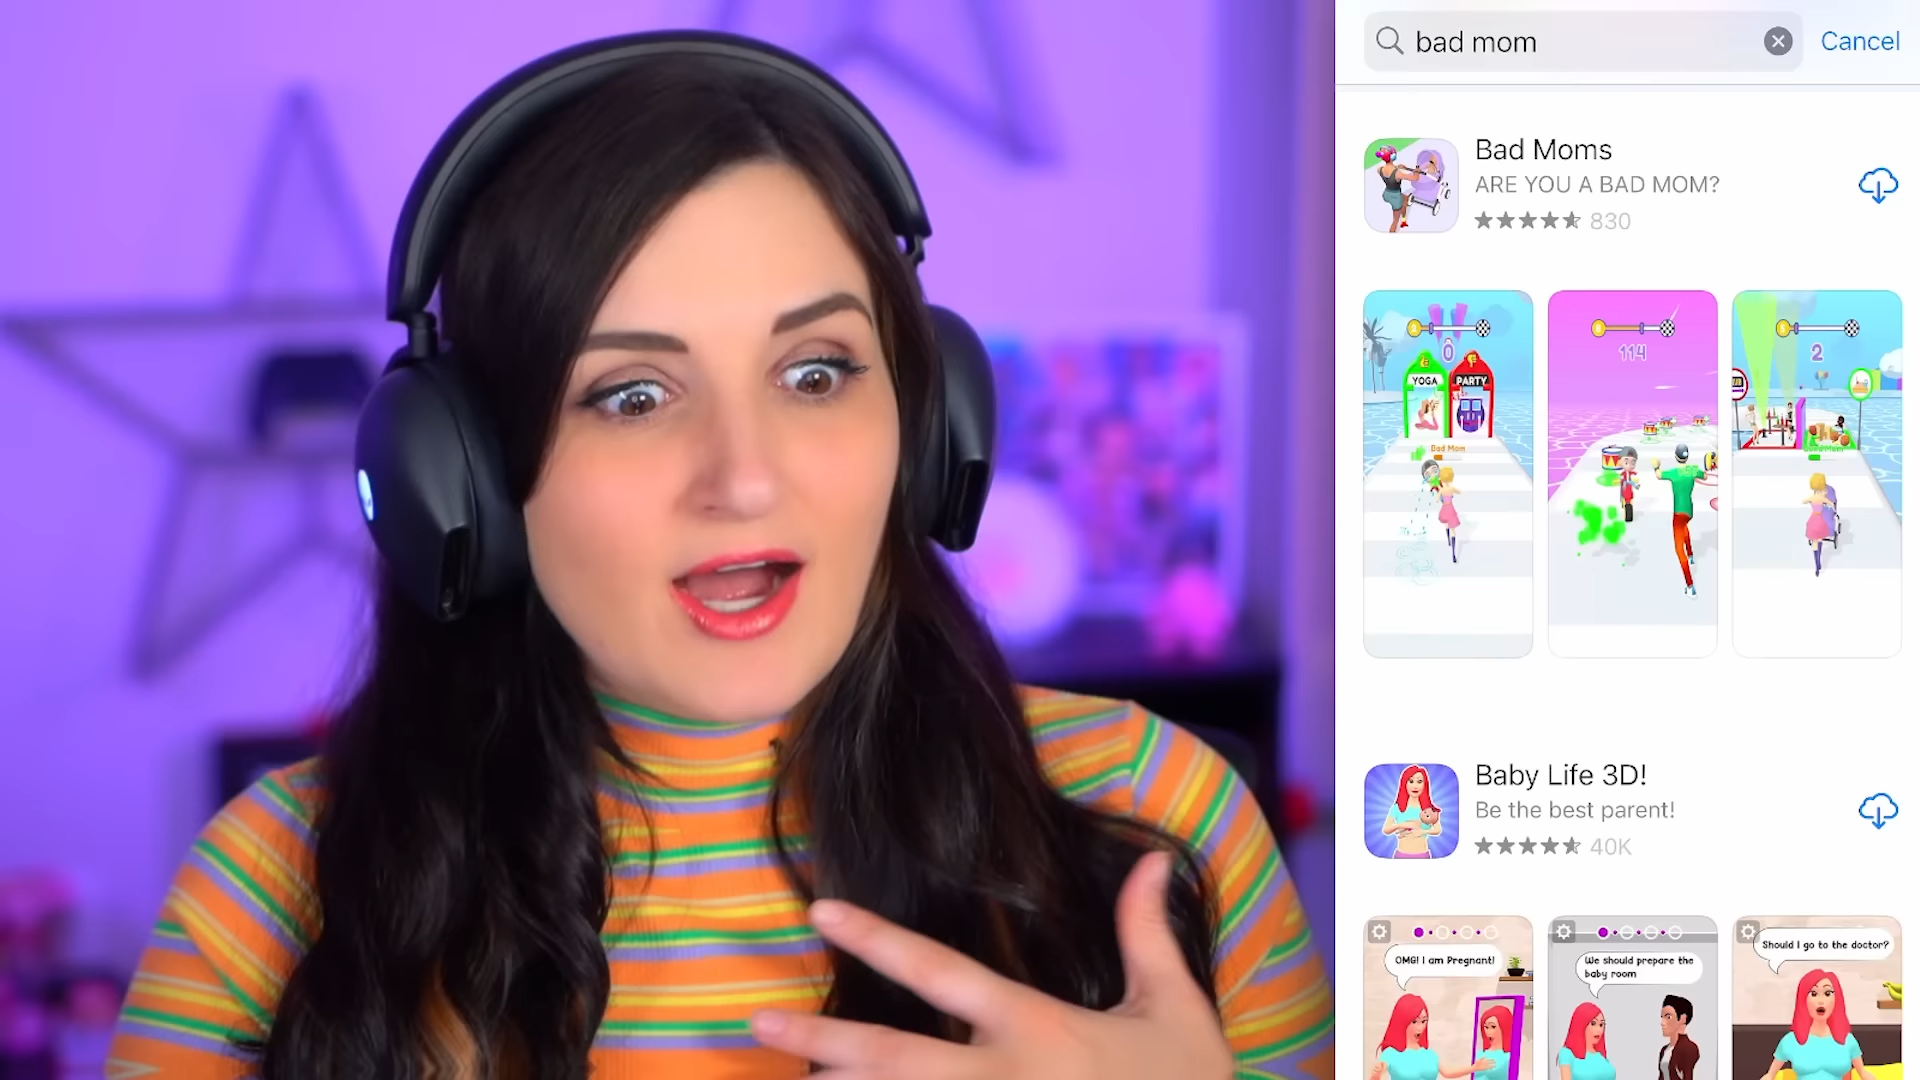 bad mom
Cancel
Bad Moms
ARE YOU A BAD MOM?
830
0
114
2
YOGA
PARTY
Bad Mom
Baby Life 3D!
Be the best parent!
40K
OMG! I am Pregnant!
We should prepare the
baby room
Should I go to the doctor?